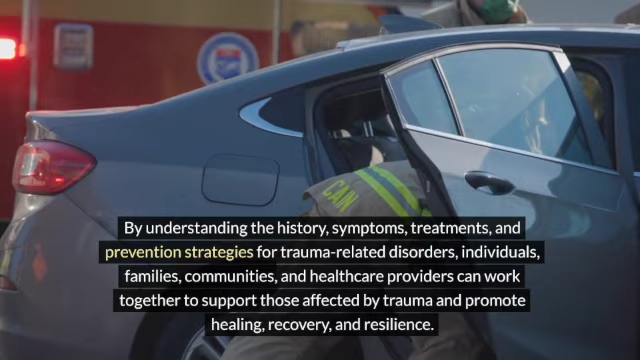 CAIN
By understanding the history, symptoms, treatments, and
prevention strategies for trauma-related disorders, individuals,
families, communities, and healthcare providers can work
together to support those affected by trauma and promote
healing, recovery, and resilience.